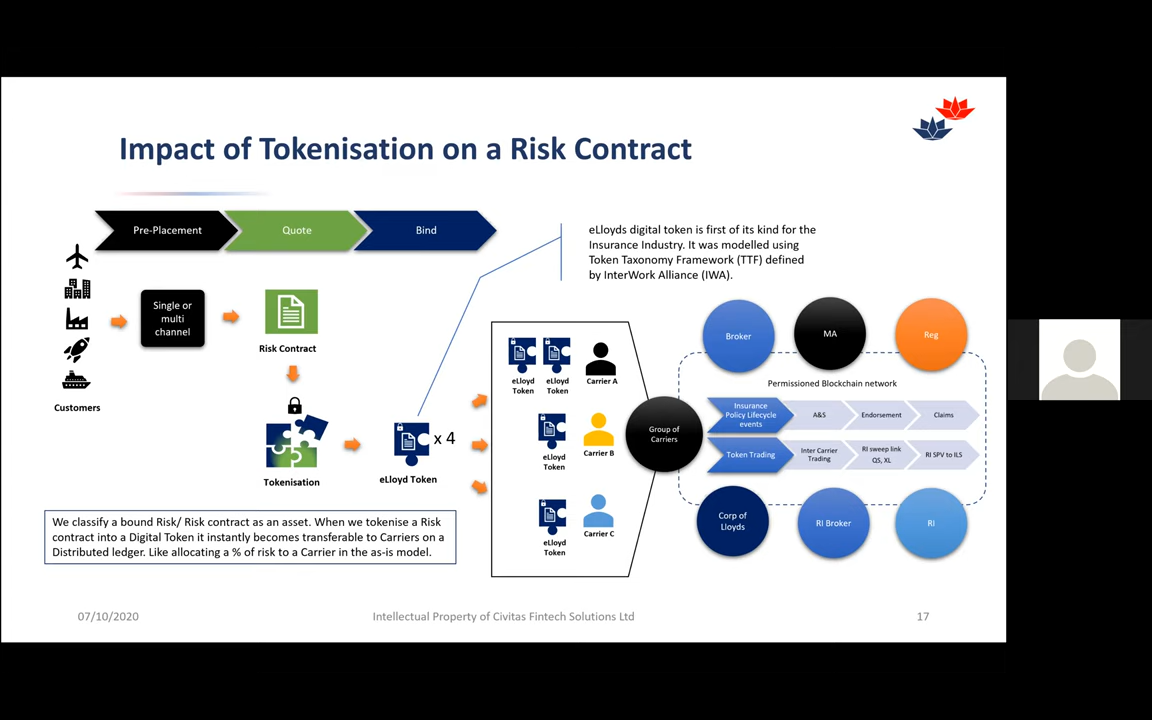 Impact of Tokenisation on a Risk Contract
Pre-Placement
Quote
Bind
eLloyds digital token is first of its kind for the
Insurance Industry. It was modelled using
Token Taxonomy Framework (TTF) defined
by InterWork Alliance (IWA).
Customers
Single or
multi
channel
Risk Contract
Tokenisation
x 4
eLloyd Token
eLloyd
Token
eLloyd
Token
Carrier A
eLloyd
Token
Carrier B
eLloyd
Token
Carrier C
Group of
Carriers
Broker
MA
Reg
Permissioned Blockchain network
Insurance
Policy Lifecycle
events
A&S
Endorsement
Claims
Token Trading
Inter Carrier
Trading
RI sweep link
QS, XL
RI SPV to ILS
Corp of
Lloyds
RI Broker
RI
We classify a bound Risk/ Risk contract as an asset. When we tokenise a Risk
contract into a Digital Token it instantly becomes transferable to Carriers on a
Distributed ledger. Like allocating a % of risk to a Carrier in the as-is model.
07/10/2020
Intellectual Property of Civitas Fintech Solutions Ltd
17